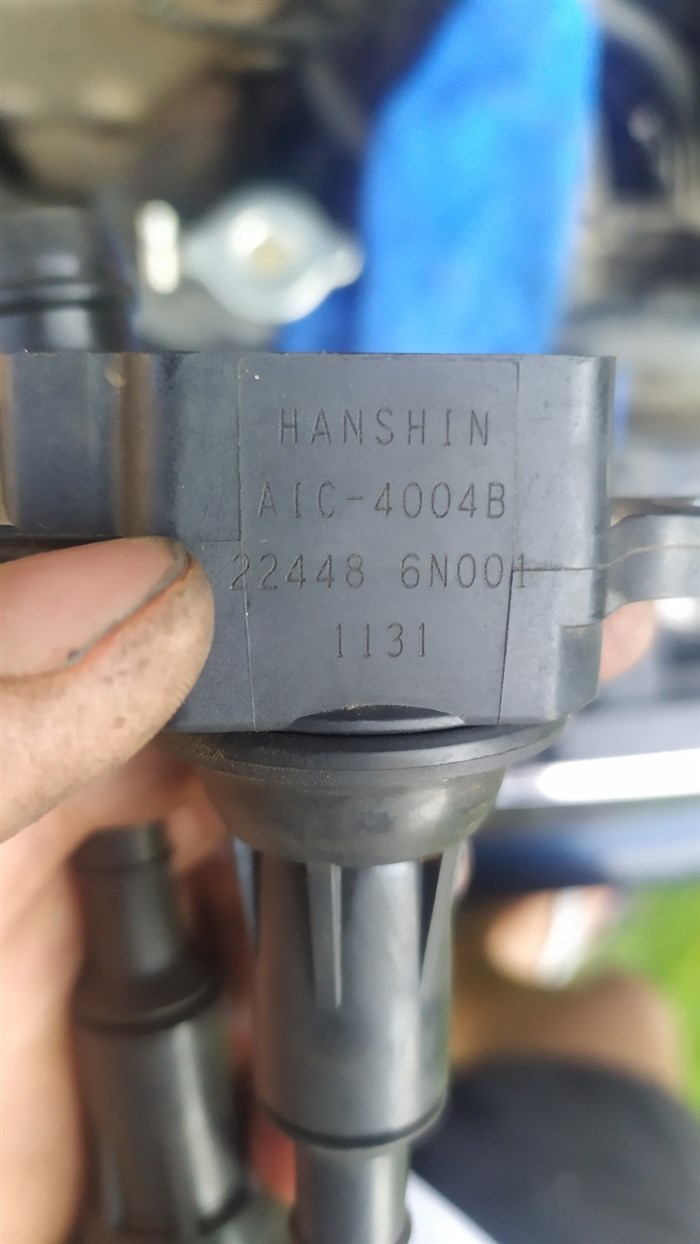 HANSHIN
AIC-4004B
22448 6N001
1131